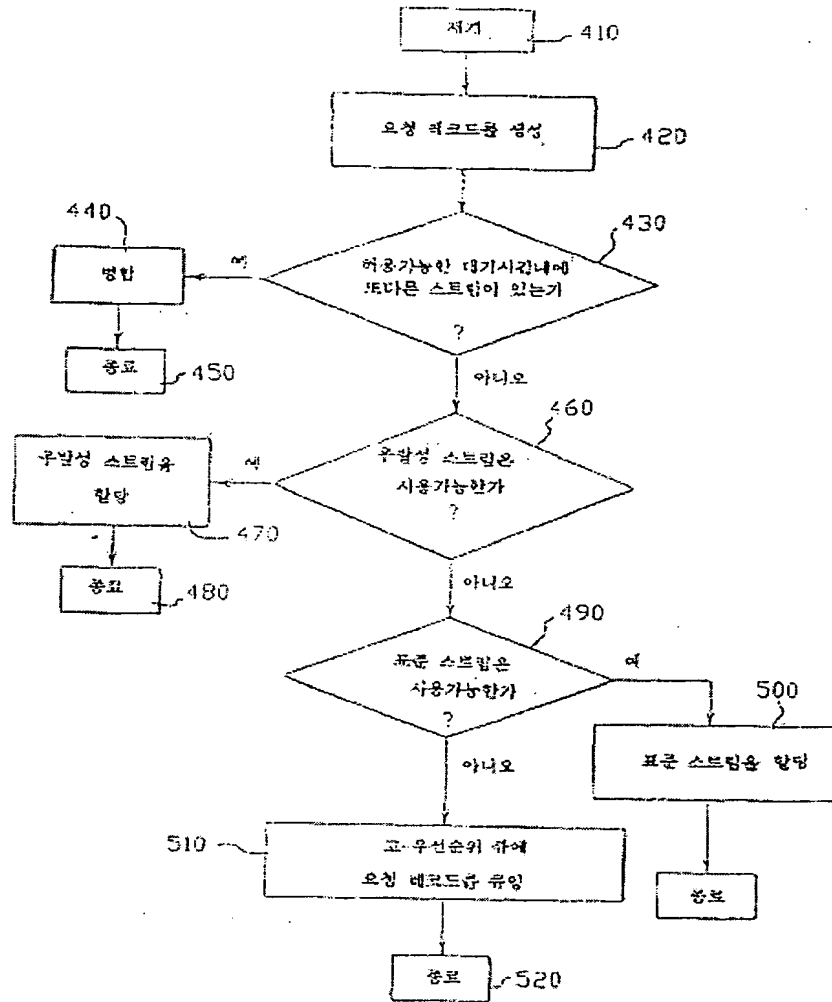 재개
410
요청 레코드를 생성
420
430
허용가능한 대기시간내에
또다른 스트림이 있는가
?
예
440
병합
종료
450
아니오
460
우발성 스트림은
사용가능한가
?
예
우발성 스트림을
할당
470
종료
480
아니오
490
표준 스트림은
사용가능한가
?
예
500
표준 스트림을 할당
종료
아니오
510
고-우선순위 큐에
요청 레코드를
종료
520